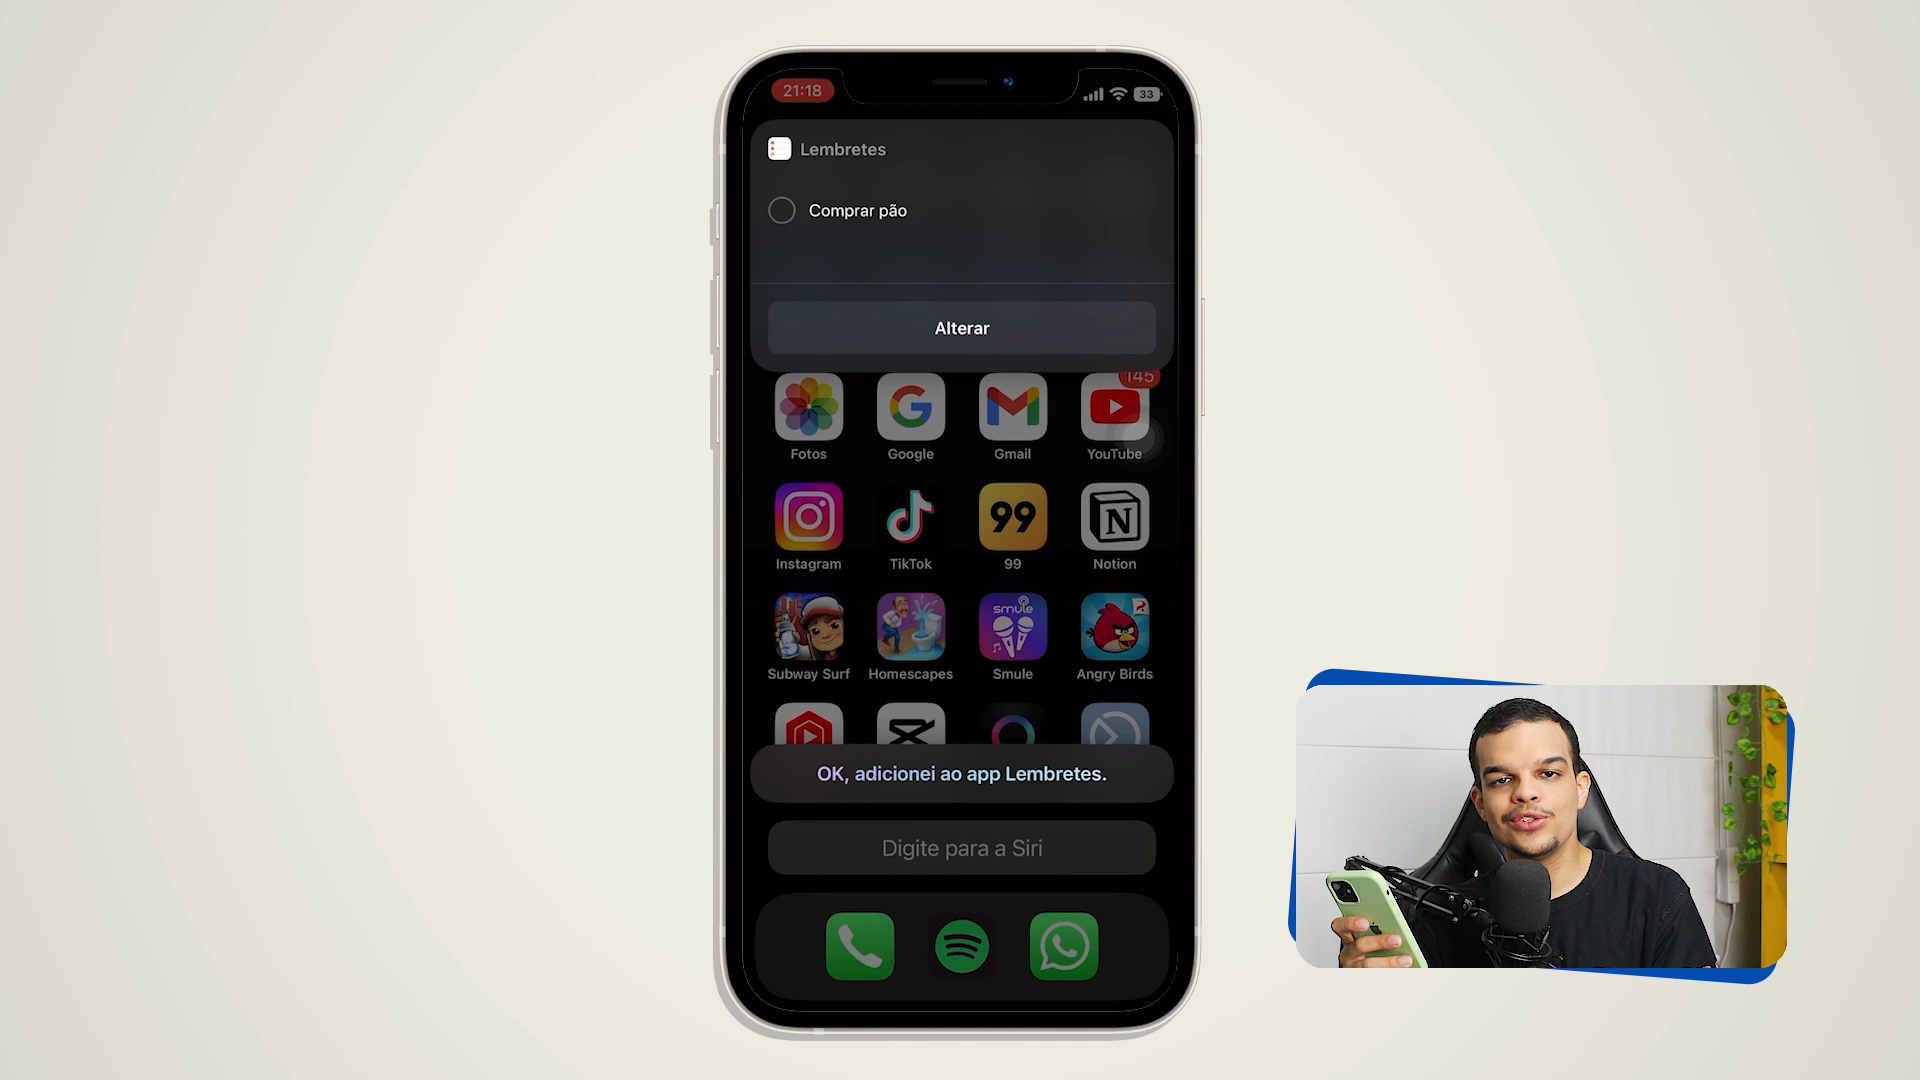 21:18
33
Lembretes
Comprar pão
Alterar
145
Fotos
Google
Gmail
YouTube
99
N
Instagram
TikTok
99
Notion
smule
Subway Surf
Homescapes
Smule
Angry Birds
OK, adicionei ao app Lembretes.
Digite para a Siri